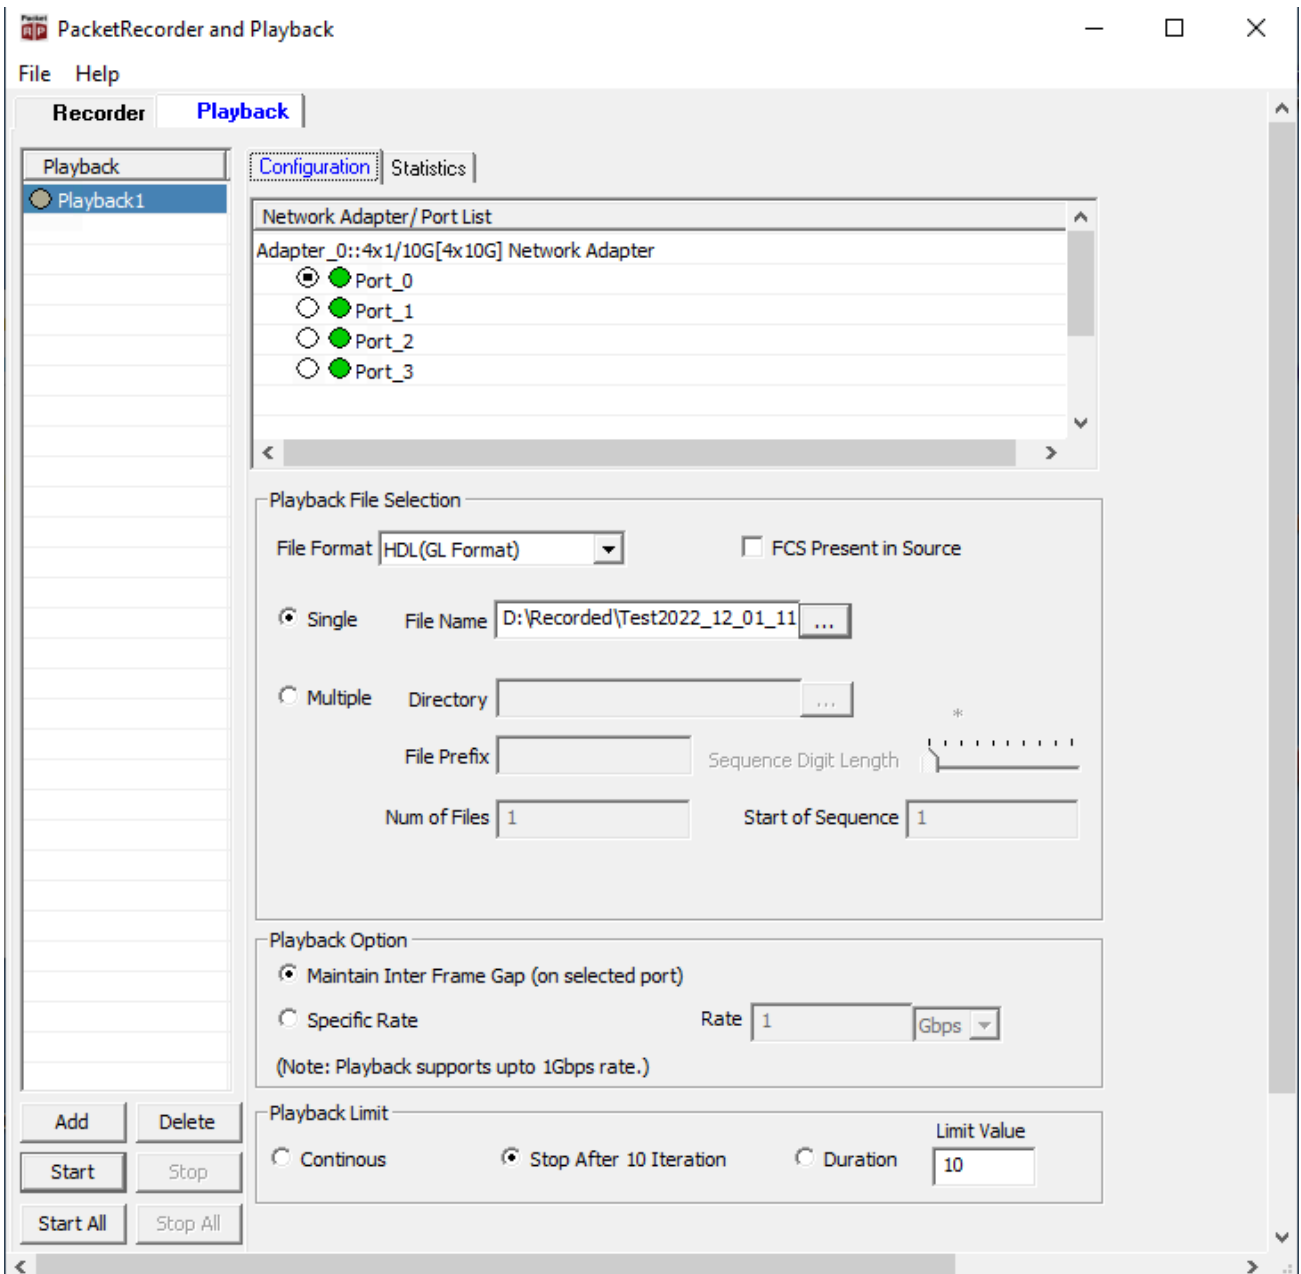 PacketRecorder and Playback
File Help
Recorder Playback
Playback
Playback1
Configuration Statistics
Network Adapter/ Port List
Adapter_0::4x1/10G[4x10G] Network Adapter
Port_0
Port_1
Port_2
Port_3
Playback File Selection
File Format HDL(GL Format) FCS Present in Source
Single File Name D:\Recorded\Test2022_12_01_11 ...
Multiple Directory ...
*
File Prefix Sequence Digit Length
Num of Files 1 Start of Sequence 1
Playback Option
Maintain Inter Frame Gap (on selected port)
Specific Rate Rate 1 Gbps
(Note: Playback supports upto 1Gbps rate.)
Playback Limit
Continous Stop After 10 Iteration Duration Limit Value
10
Add Delete
Start Stop
Start All Stop All